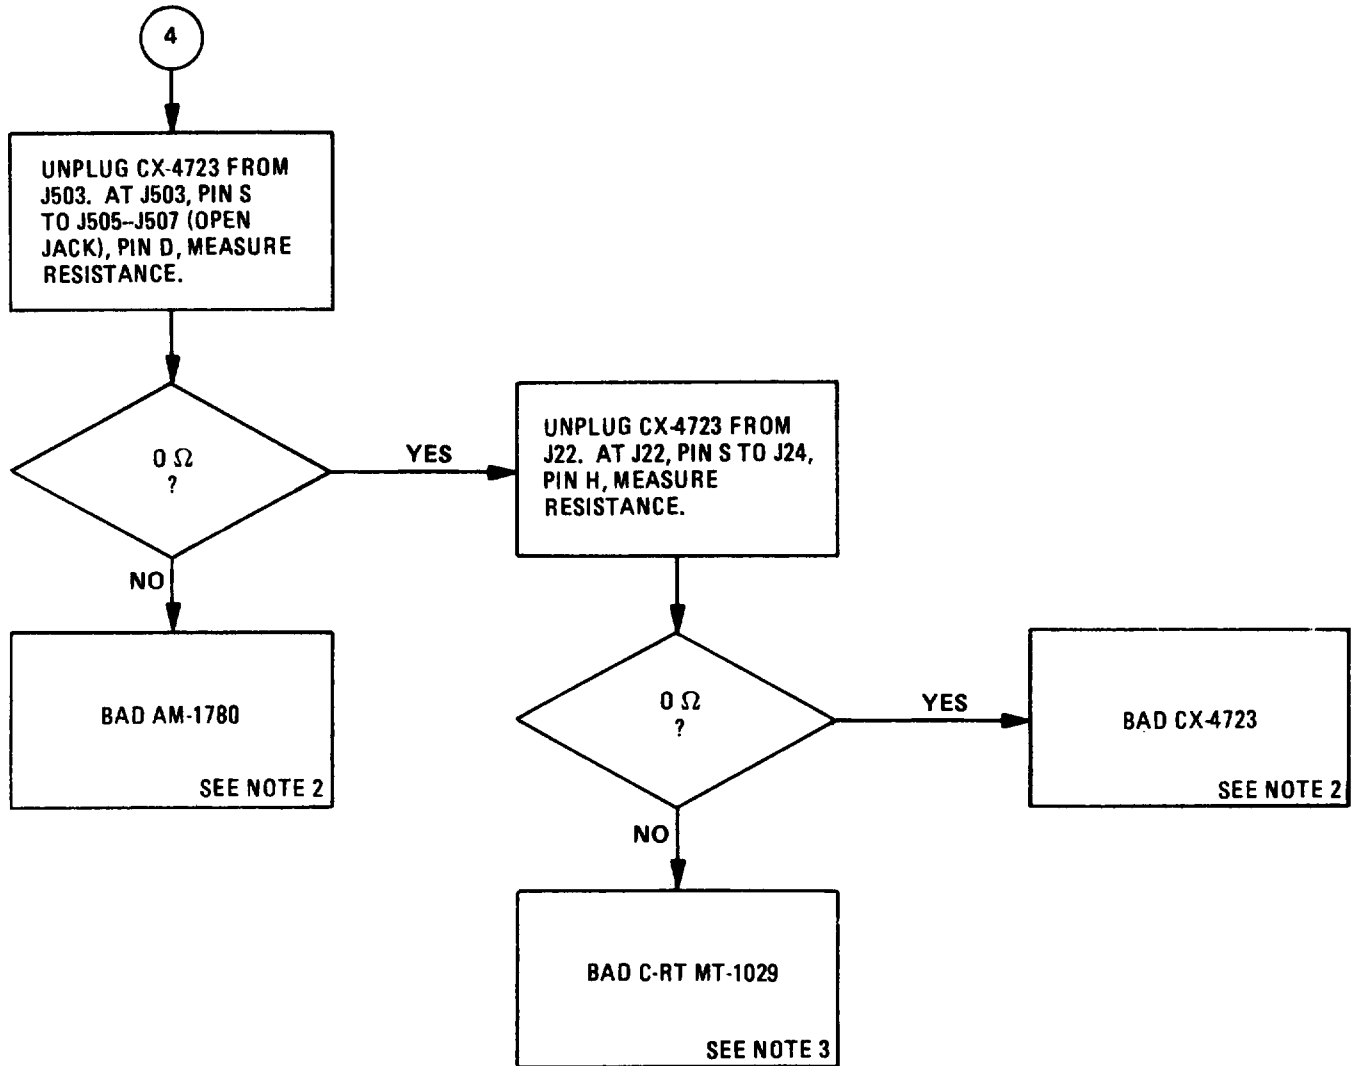 4
UNPLUG CX-4723 FROM
J503. AT J503, PIN S
TO J505–J507 (OPEN
JACK), PIN D, MEASURE
RESISTANCE.
0 Ω
?
YES
NO
BAD AM-1780
SEE NOTE 2
UNPLUG CX-4723 FROM
J22. AT J22, PIN S TO J24,
PIN H, MEASURE
RESISTANCE.
0 Ω
?
YES
NO
BAD CX-4723
SEE NOTE 2
BAD C-RT MT-1029
SEE NOTE 3